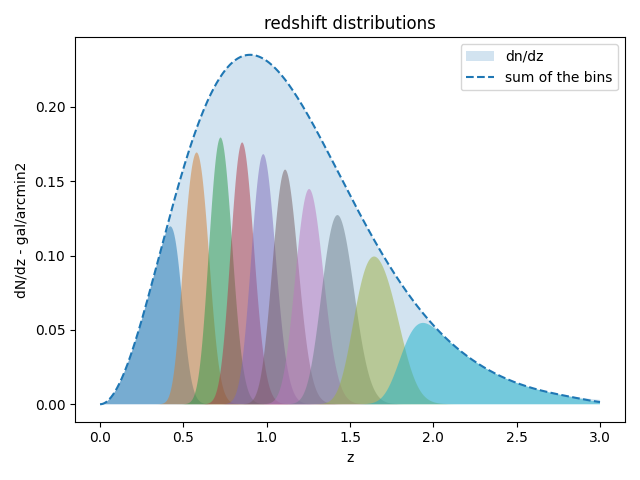 redshift distributions
dn/dz
sum of the bins
dN/dz - gal/arcmin2
0.20
0.15
0.10
0.05
0.00
0.0 0.5 1.0 1.5 2.0 2.5 3.0
z